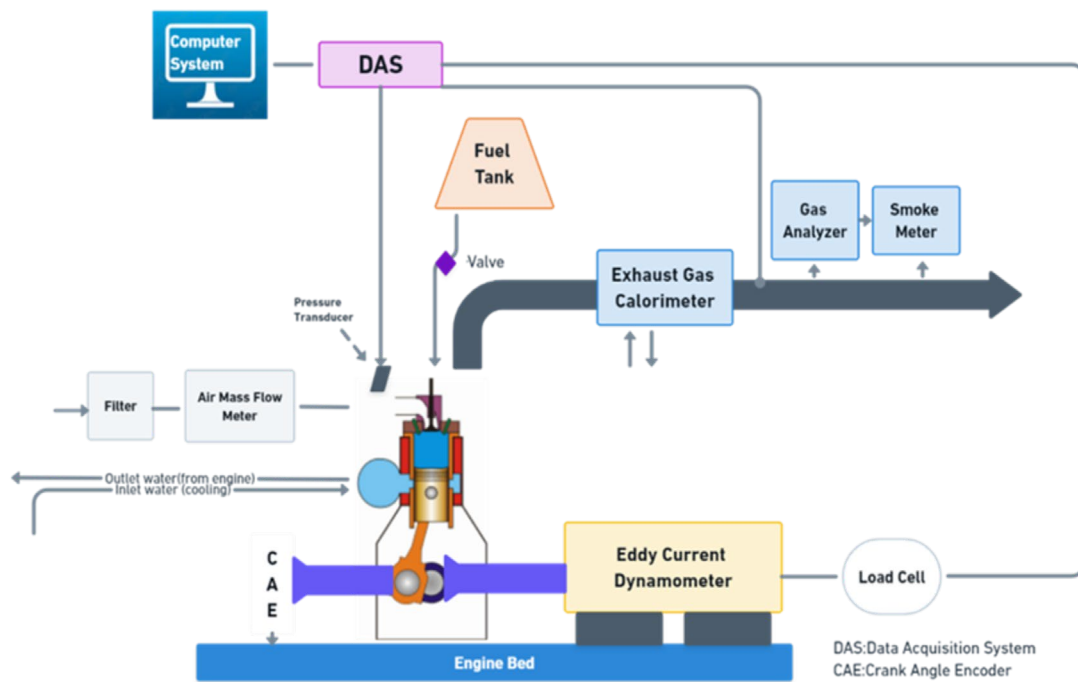 Computer
System
DAS
Fuel
Tank
Valve
Gas
Analyzer
Smoke
Meter
Exhaust Gas
Calorimeter
Pressure
Transducer
Filter
Air Mass Flow
Meter
Outlet water(from engine)
Inlet water (cooling)
C
A
E
Eddy Current
Dynamometer
Load Cell
Engine Bed
DAS:Data Acquisition System
CAE:Crank Angle Encoder